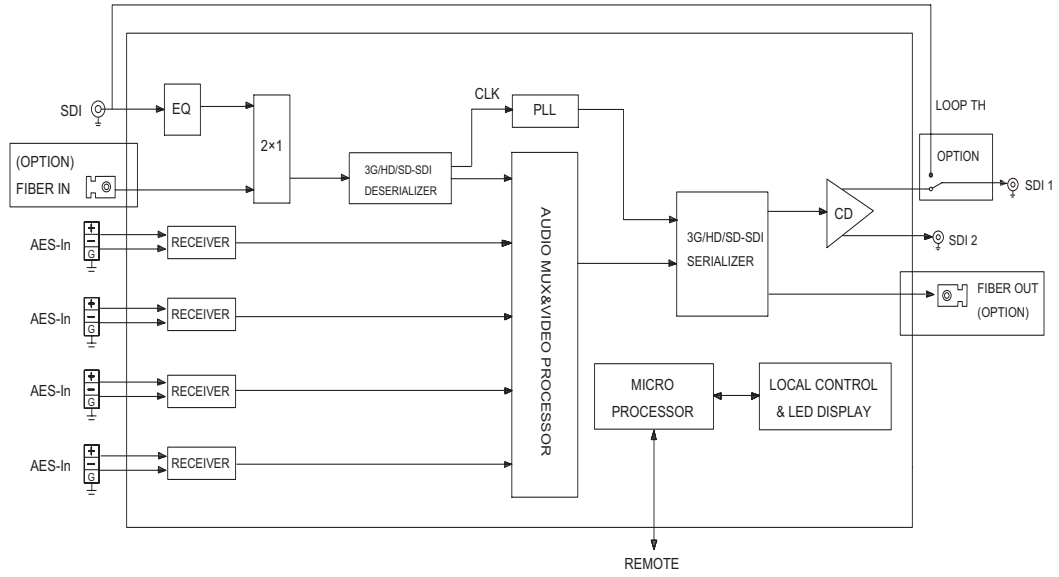 CLK
SDI
EQ
PLL
LOOP TH
2×1
(OPTION)
FIBER IN
3G/HD/SD-SDI
DESERIALIZER
OPTION
SDI 1
CD
SDI 2
AES-In
+
−
G
RECEIVER
AUDIO MUX&VIDEO PROCESSOR
3G/HD/SD-SDI
SERIALIZER
FIBER OUT
(OPTION)
AES-In
+
−
G
RECEIVER
AES-In
+
−
G
RECEIVER
MICRO
PROCESSOR
LOCAL CONTROL
& LED DISPLAY
AES-In
+
−
G
RECEIVER
REMOTE